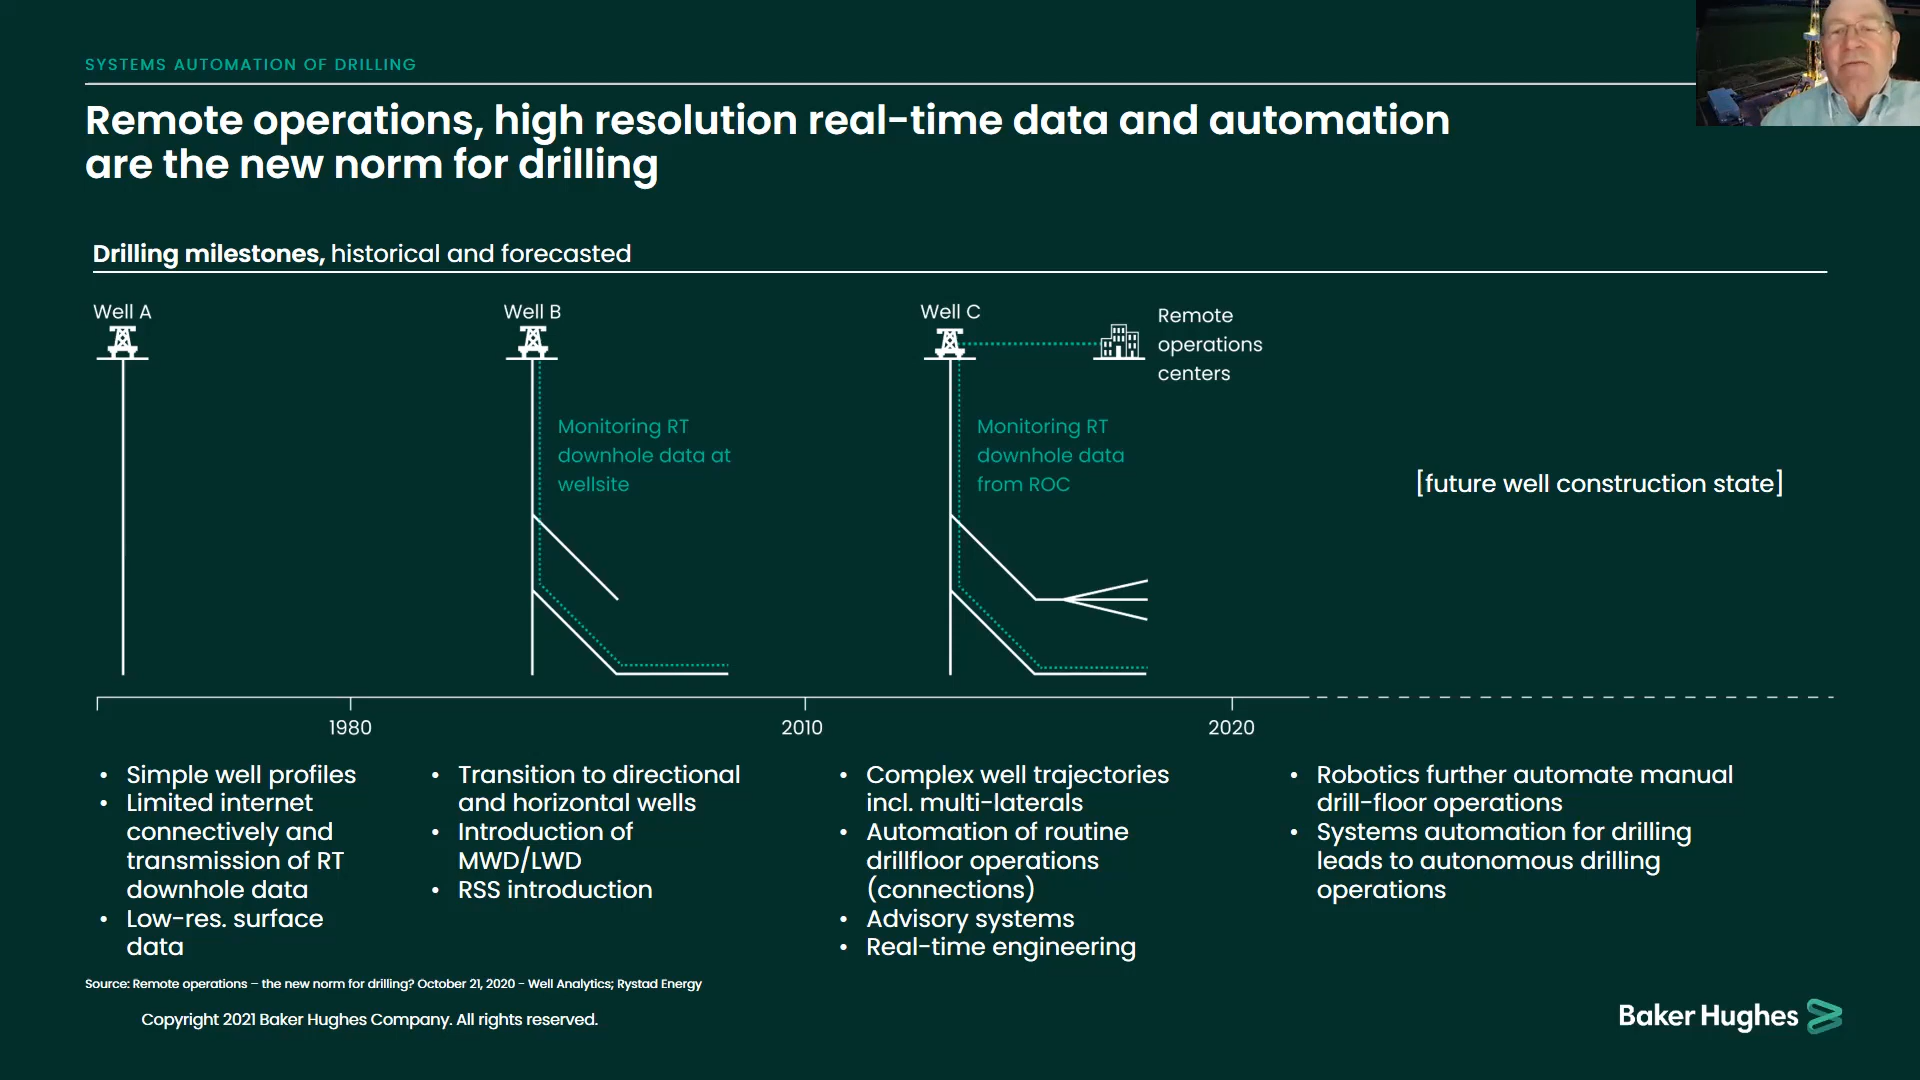 SYSTEMS AUTOMATION OF DRILLING
Remote operations, high resolution real-time data and automation
are the new norm for drilling
Drilling milestones, historical and forecasted
Well A
Well B
Well C
Remote
operations
centers
Monitoring RT
downhole data at
wellsite
Monitoring RT
downhole data
from ROC
[future well construction state]
1980
2010
2020
• Simple well profiles
• Limited internet
connectively and
transmission of RT
downhole data
• Low-res. surface
data
• Transition to directional
and horizontal wells
• Introduction of
MWD/LWD
• RSS introduction
• Complex well trajectories
incl. multi-laterals
• Automation of routine
drillfloor operations
(connections)
• Advisory systems
• Real-time engineering
• Robotics further automate manual
drill-floor operations
• Systems automation for drilling
leads to autonomous drilling
operations
Source: Remote operations – the new norm for drilling? October 21, 2020 - Well Analytics; Rystad Energy
Copyright 2021 Baker Hughes Company. All rights reserved.
Baker Hughes